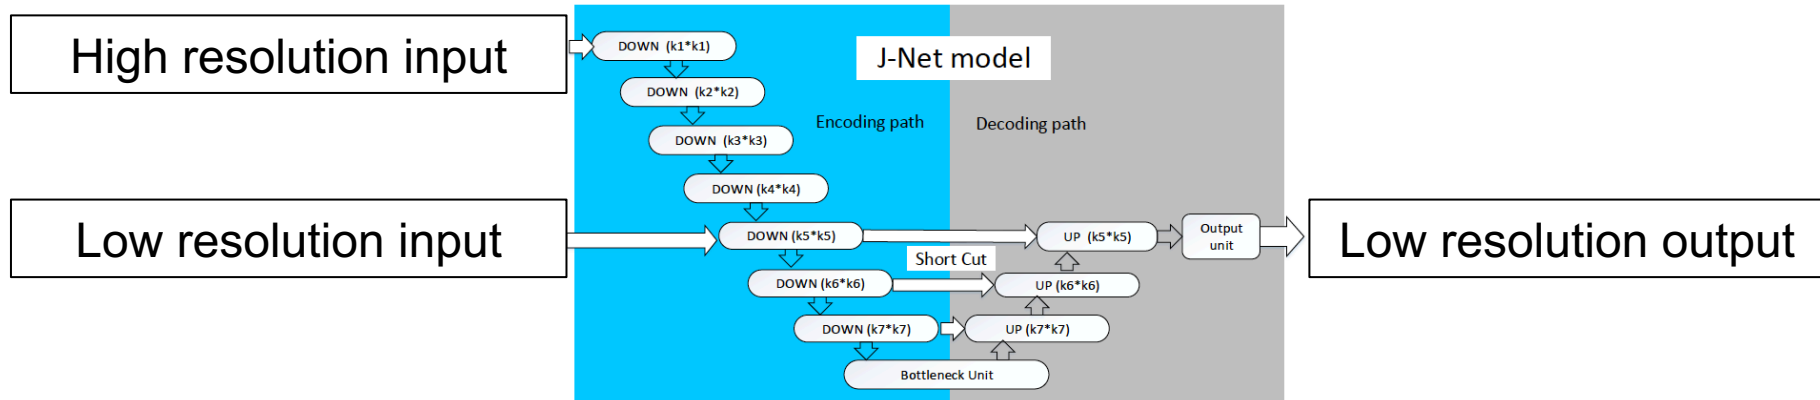 High resolution input
DOWN (k1*k1)
J-Net model
DOWN (k2*k2)
Encoding path
Decoding path
DOWN (k3*k3)
DOWN (k4*k4)
Low resolution input
DOWN (k5*k5)
UP (k5*k5)
Output
unit
Low resolution output
Short Cut
DOWN (k6*k6)
UP (k6*k6)
DOWN (k7*k7)
UP (k7*k7)
Bottleneck Unit